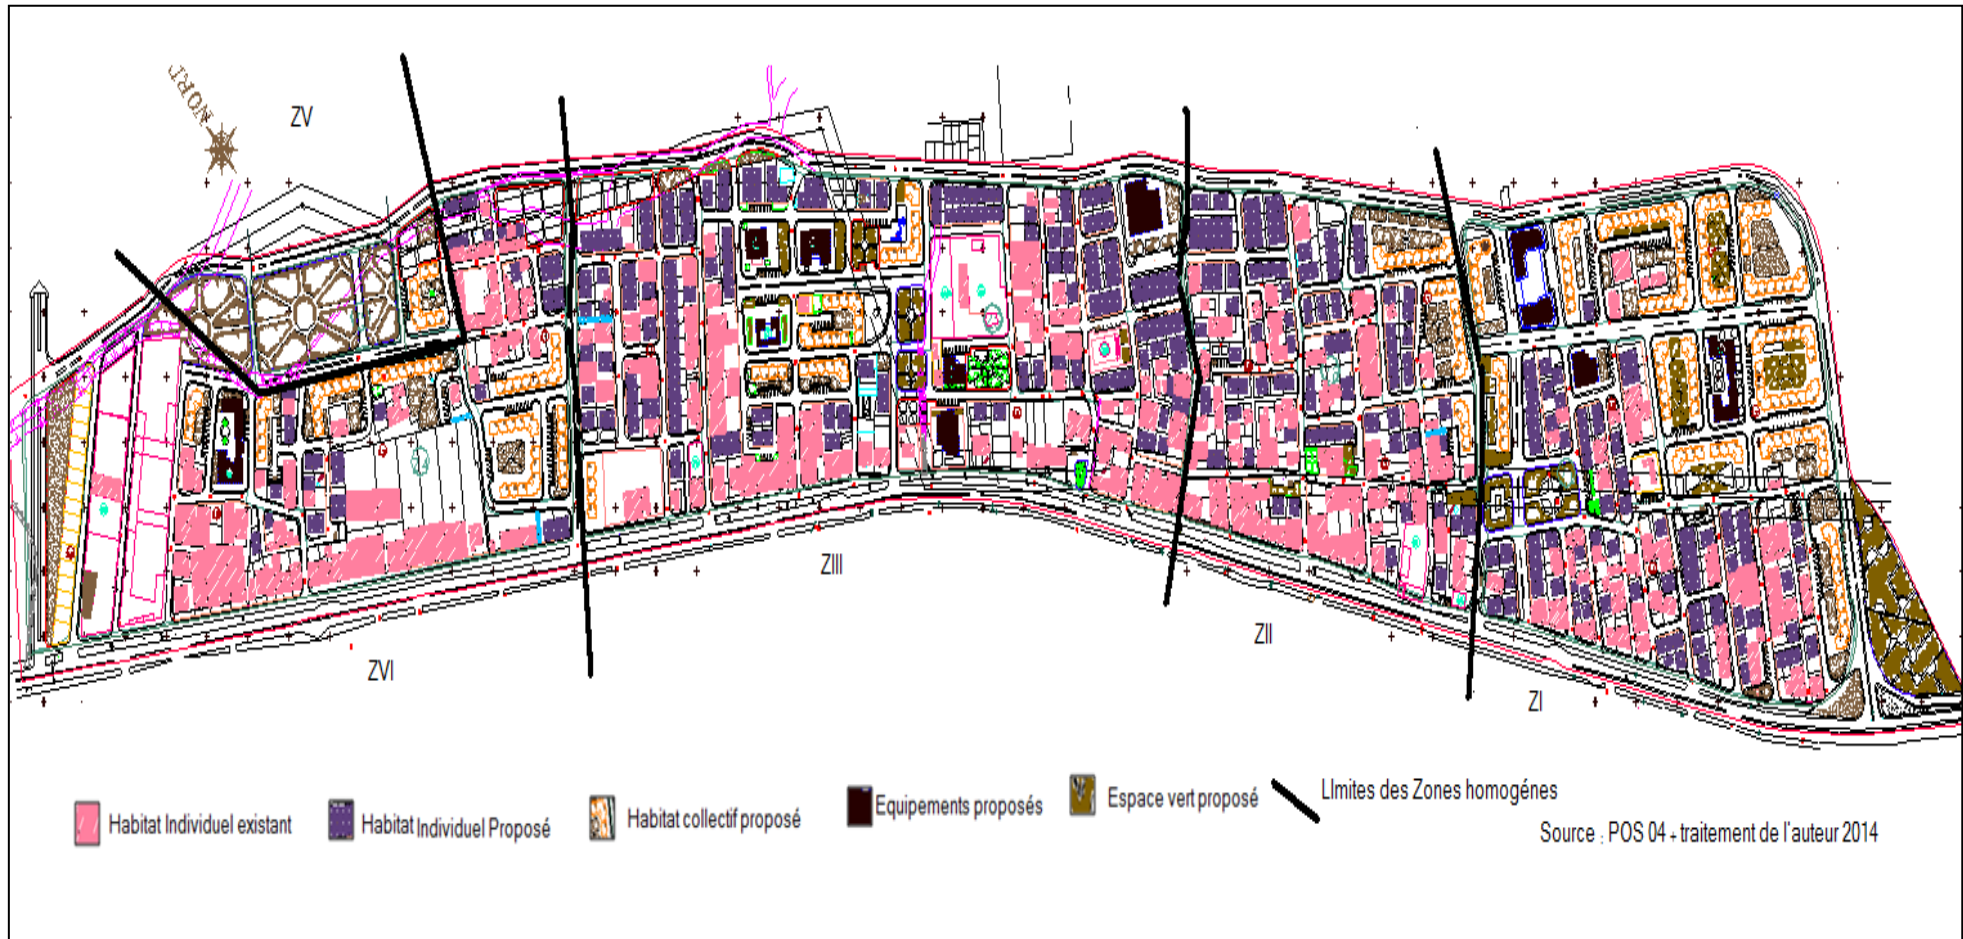 NORD
ZV
ZIII
ZII
ZVI
ZI
Habitat Individuel existant
Habitat Individuel Proposé
Habitat collectif proposé
Equipements proposés
Espace vert proposé
LImites des Zones homogénes
Source : POS 04 + traitement de l'auteur 2014